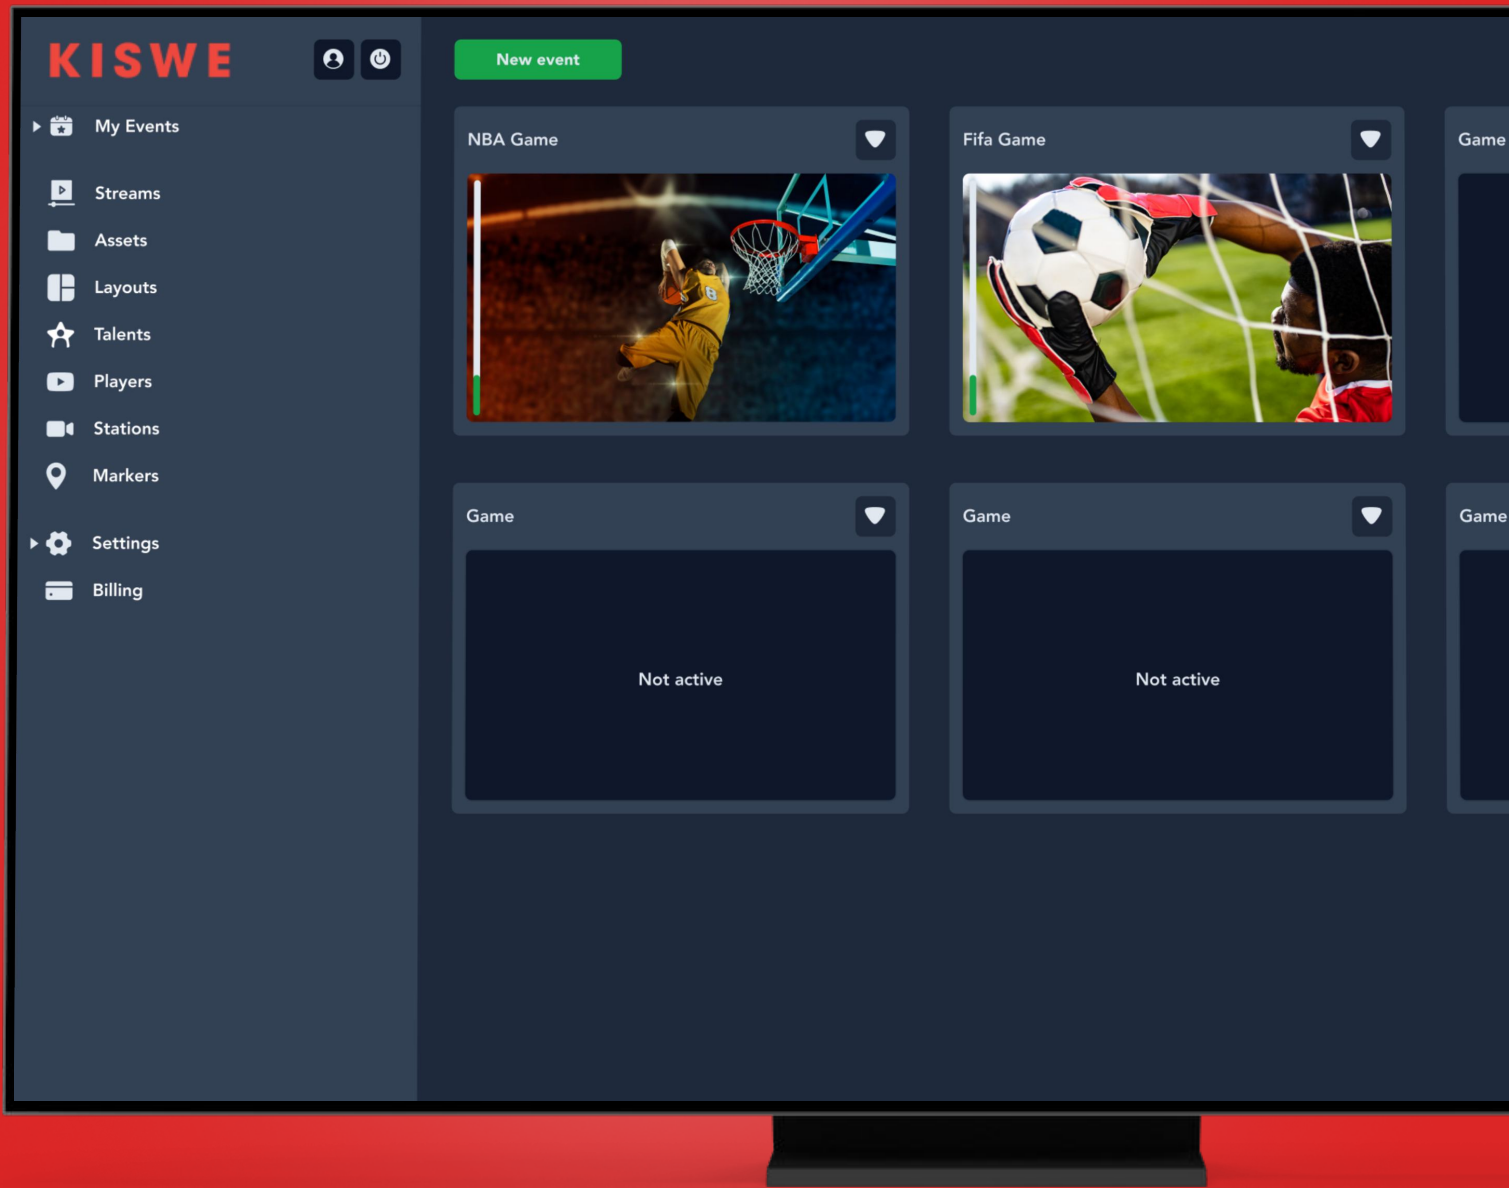 KISWE
My Events
Streams
Assets
Layouts
Talents
Players
Stations
Markers
Settings
Billing
New event
NBA Game
Fifa Game
Game
Game
Not active
Game
Not active
Game